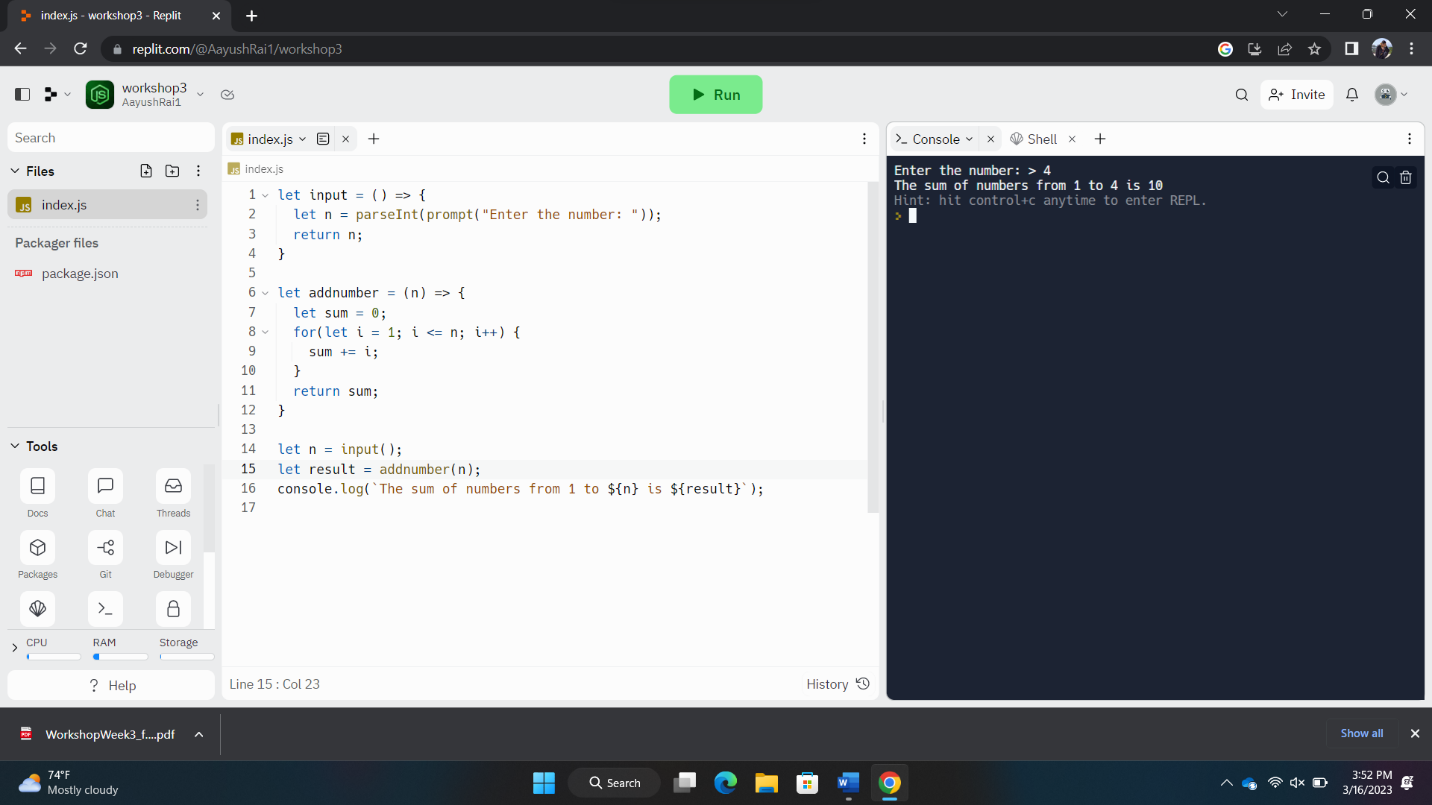 index.js - workshop3 - Replit
replit.com/@AayushRai1/workshop3
workshop3
AayushRai1
Run
Invite
Search
Files
index.js
Packager files
package.json
Tools
Docs
Chat
Threads
Packages
Git
Debugger
CPU
RAM
Storage
? Help
index.js
index.js
1 let input = () => {
2 let n = parseInt(prompt("Enter the number: "));
3 return n;
4 }
5
6 let addnumber = (n) => {
7 let sum = 0;
8 for(let i = 1; i <= n; i++) {
9 sum += i;
10 }
11 return sum;
12 }
13
14 let n = input();
15 let result = addnumber(n);
16 console.log(`The sum of numbers from 1 to ${n} is ${result}`);
17
Line 15 : Col 23
History
Console
Shell
Enter the number: > 4
The sum of numbers from 1 to 4 is 10
Hint: hit control+c anytime to enter REPL.
>
WorkshopWeek3_f....pdf
Show all
74°F
Mostly cloudy
Search
3:52 PM
3/16/2023